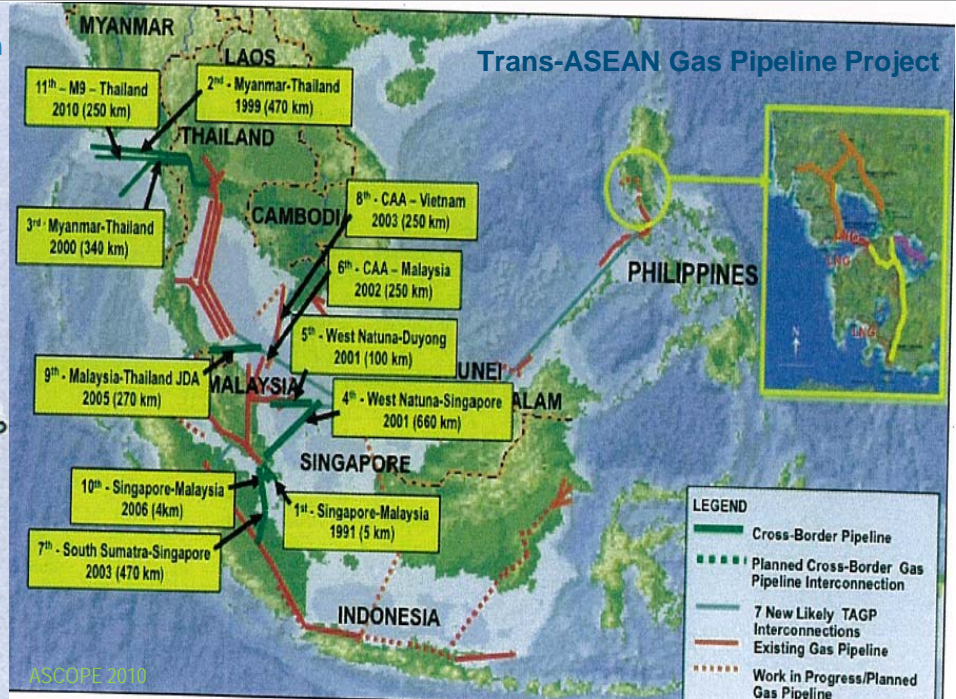 Trans-ASEAN Gas Pipeline Project
MYANMAR
LAOS
11th – M9 – Thailand
2010 (250 km)
2nd - Myanmar-Thailand
1999 (470 km)
THAILAND
3rd - Myanmar-Thailand
2000 (340 km)
CAMBODI
8th - CAA – Vietnam
2003 (250 km)
6th - CAA – Malaysia
2002 (250 km)
5th - West Natuna-Duyong
2001 (100 km)
PHILIPPINES
LNG
LNG
LNG
N
9th - Malaysia-Thailand JDA
2005 (270 km)
MALAYSIA
UNEI
ALAM
4th - West Natuna-Singapore
2001 (660 km)
SINGAPORE
10th - Singapore-Malaysia
2006 (4km)
1st - Singapore-Malaysia
1991 (5 km)
7th - South Sumatra-Singapore
2003 (470 km)
INDONESIA
LEGEND
Cross-Border Pipeline
Planned Cross-Border Gas
Pipeline Interconnection
7 New Likely TAGP
Interconnections
Existing Gas Pipeline
Work in Progress/Planned
Gas Pipeline
ASCOPE 2010